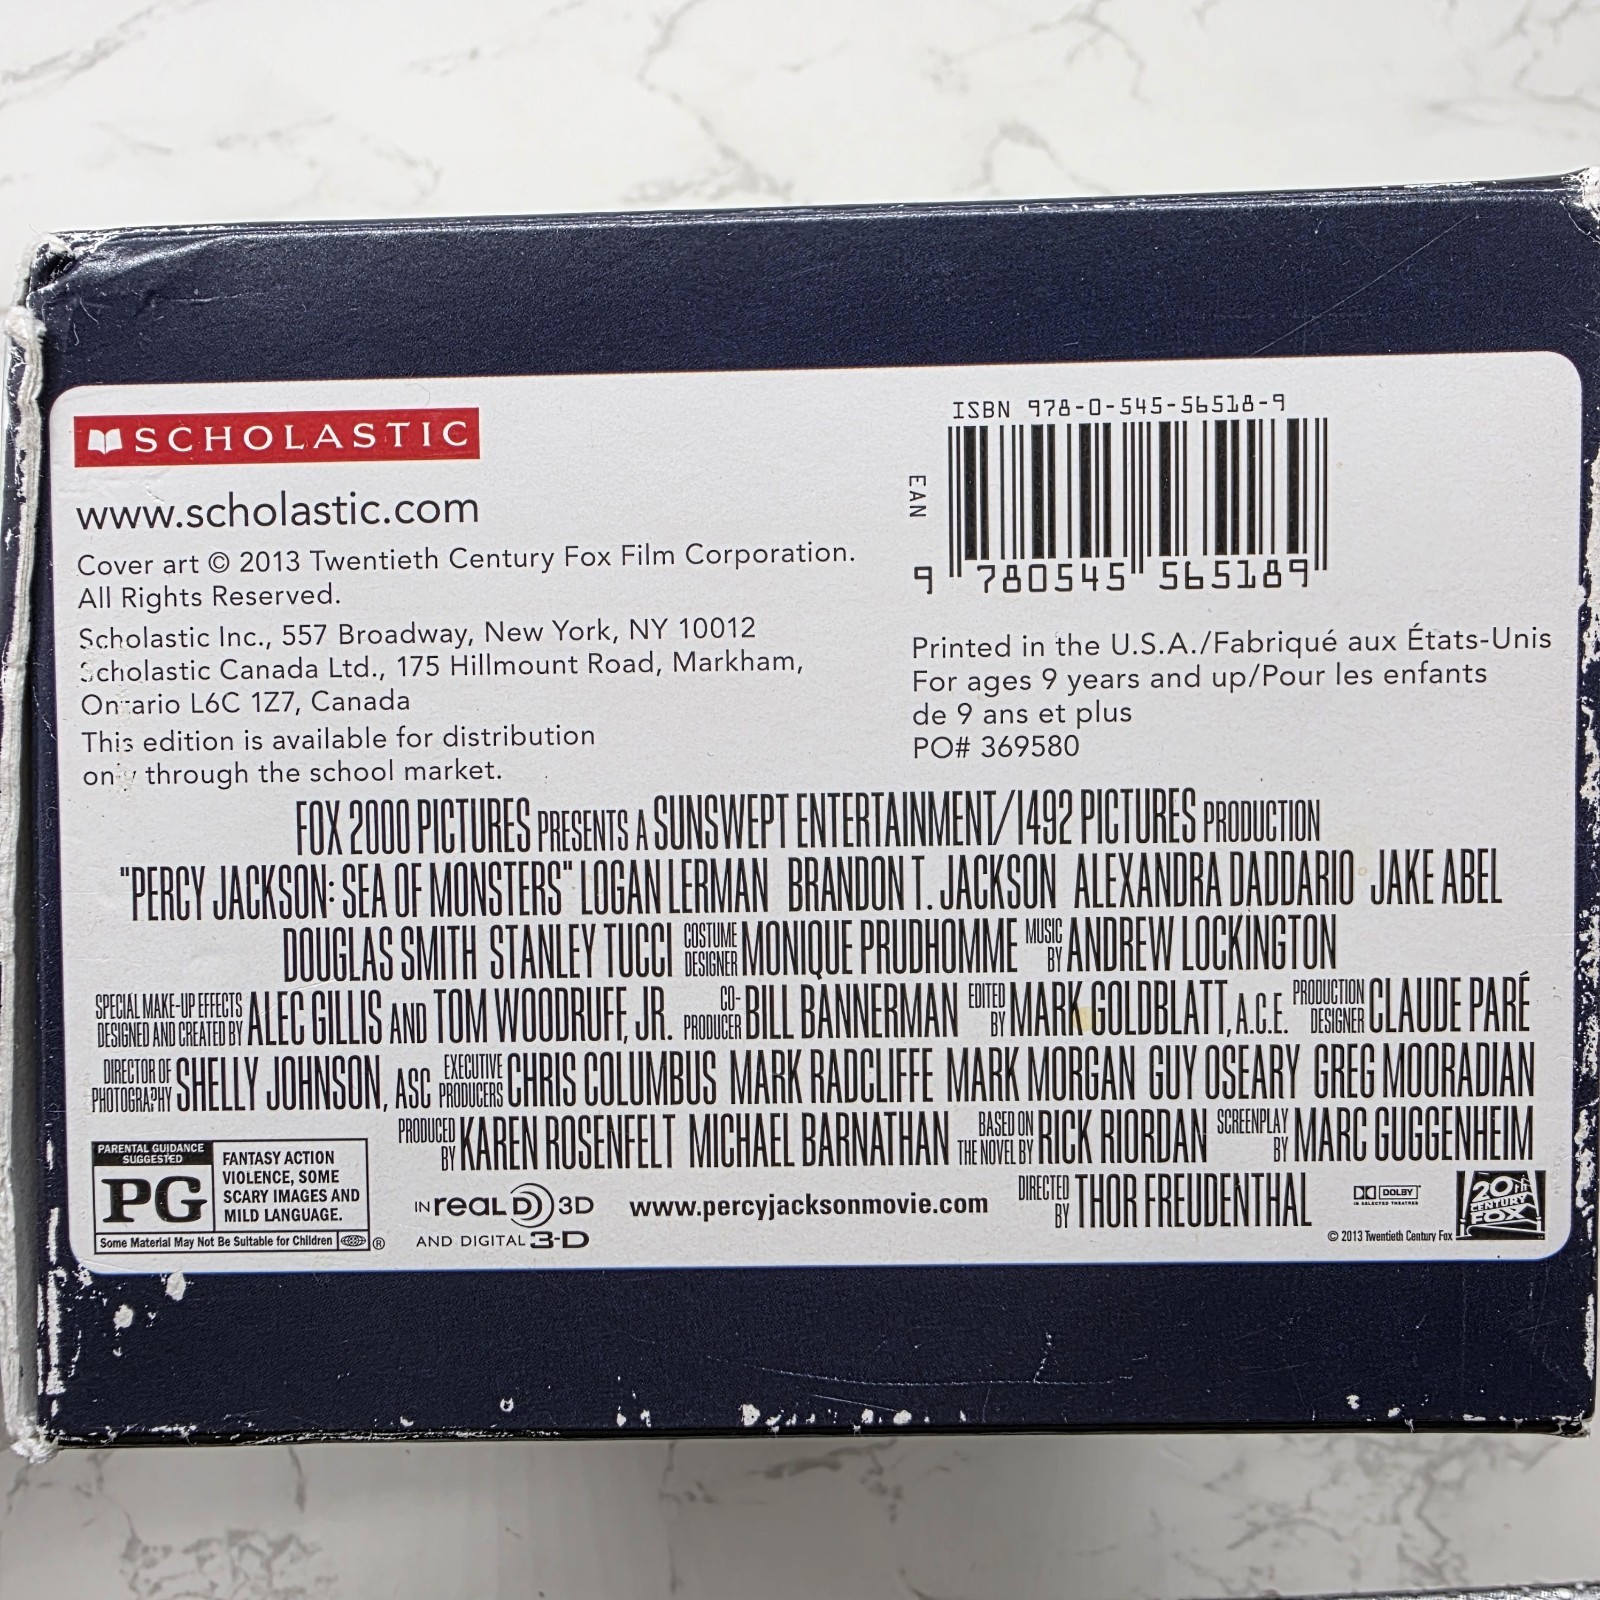 SCHOLASTIC
www.scholastic.com
Cover art © 2013 Twentieth Century Fox Film Corporation.
All Rights Reserved.
Scholastic Inc., 557 Broadway, New York, NY 10012
Scholastic Canada Ltd., 175 Hillmount Road, Markham,
Ontario L6C 1Z7, Canada
This edition is available for distribution
only through the school market.
ISBN 978-0-545-56518-9
EAN
9 780545 565189
Printed in the U.S.A./Fabriqué aux États-Unis
For ages 9 years and up/Pour les enfants
de 9 ans et plus
PO# 369580
FOX 2000 PICTURES PRESENTS A SUNSWEPT ENTERTAINMENT/1492 PICTURES PRODUCTION
"PERCY JACKSON: SEA OF MONSTERS" LOGAN LERMAN BRANDON T. JACKSON ALEXANDRA DADDARIO JAKE ABEL
DOUGLAS SMITH STANLEY TUCCI COSTUME DESIGNER MONIQUE PRUDHOMME MUSIC BY ANDREW LOCKINGTON
SPECIAL MAKE-UP EFFECTS DESIGNED AND CREATED BY ALEC GILLIS AND TOM WOODRUFF, JR. CO-PRODUCER BILL BANNERMAN EDITED BY MARK GOLDBLATT, A.C.E. PRODUCTION DESIGNER CLAUDE PARÉ
DIRECTOR OF PHOTOGRAPHY SHELLY JOHNSON, ASC EXECUTIVE PRODUCERS CHRIS COLUMBUS MARK RADCLIFFE MARK MORGAN GUY OSEARY GREG MOORADIAN
PRODUCED BY KAREN ROSENFELT MICHAEL BARNATHAN BASED ON THE NOVEL BY RICK RIORDAN SCREENPLAY BY MARC GUGGENHEIM
PARENTAL GUIDANCE SUGGESTED
PG
FANTASY ACTION
VIOLENCE, SOME
SCARY IMAGES AND
MILD LANGUAGE.
Some Material May Not Be Suitable for Children ®
IN REAL D 3D
AND DIGITAL 3-D
www.percyjacksonmovie.com
DIRECTED BY THOR FREUDENTHAL
DOLBY
IN SELECTED THEATRES
© 2013 Twentieth Century Fox
20TH
CENTURY
FOX